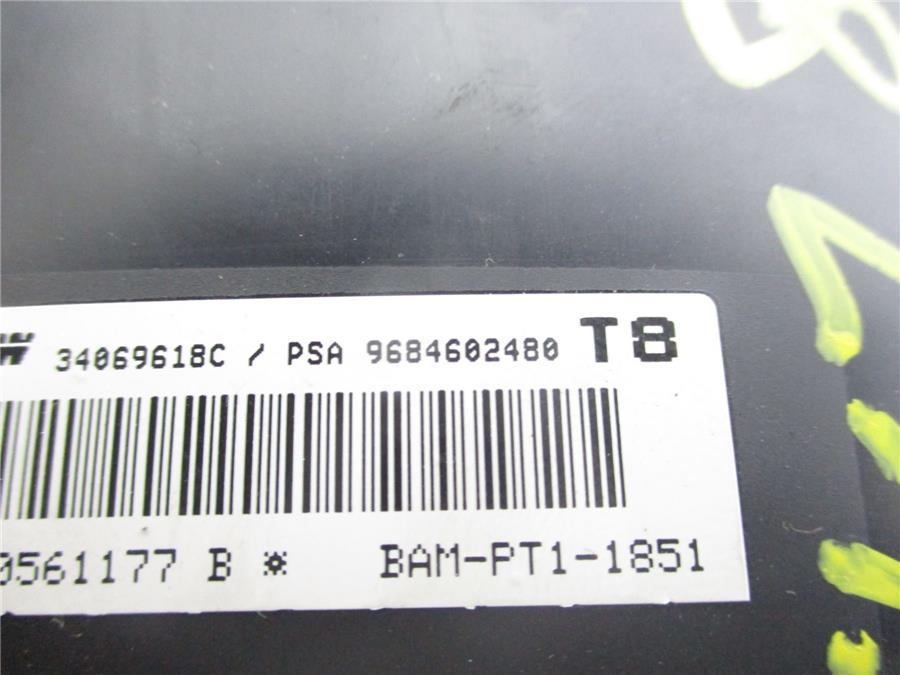 34069618C / PSA 9684602480 T8
0561177 B * BAM-PT1-1851